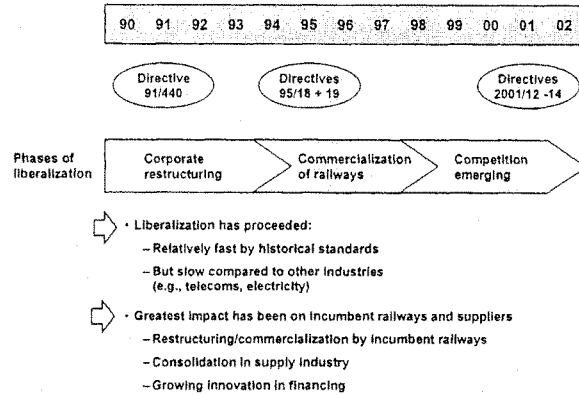 90 91 92 93 94 95 96 97 98 99 00 01 02
Directive
91/440
Directives
95/18 + 19
Directives
2001/12 -14
Phases of
liberalization
Corporate
restructuring
Commercialization
of railways
Competition
emerging
• Liberalization has proceeded:
– Relatively fast by historical standards
– But slow compared to other industries
(e.g., telecoms, electricity)
• Greatest impact has been on incumbent railways and suppliers
– Restructuring/commercialization by incumbent railways
– Consolidation in supply industry
– Growing innovation in financing